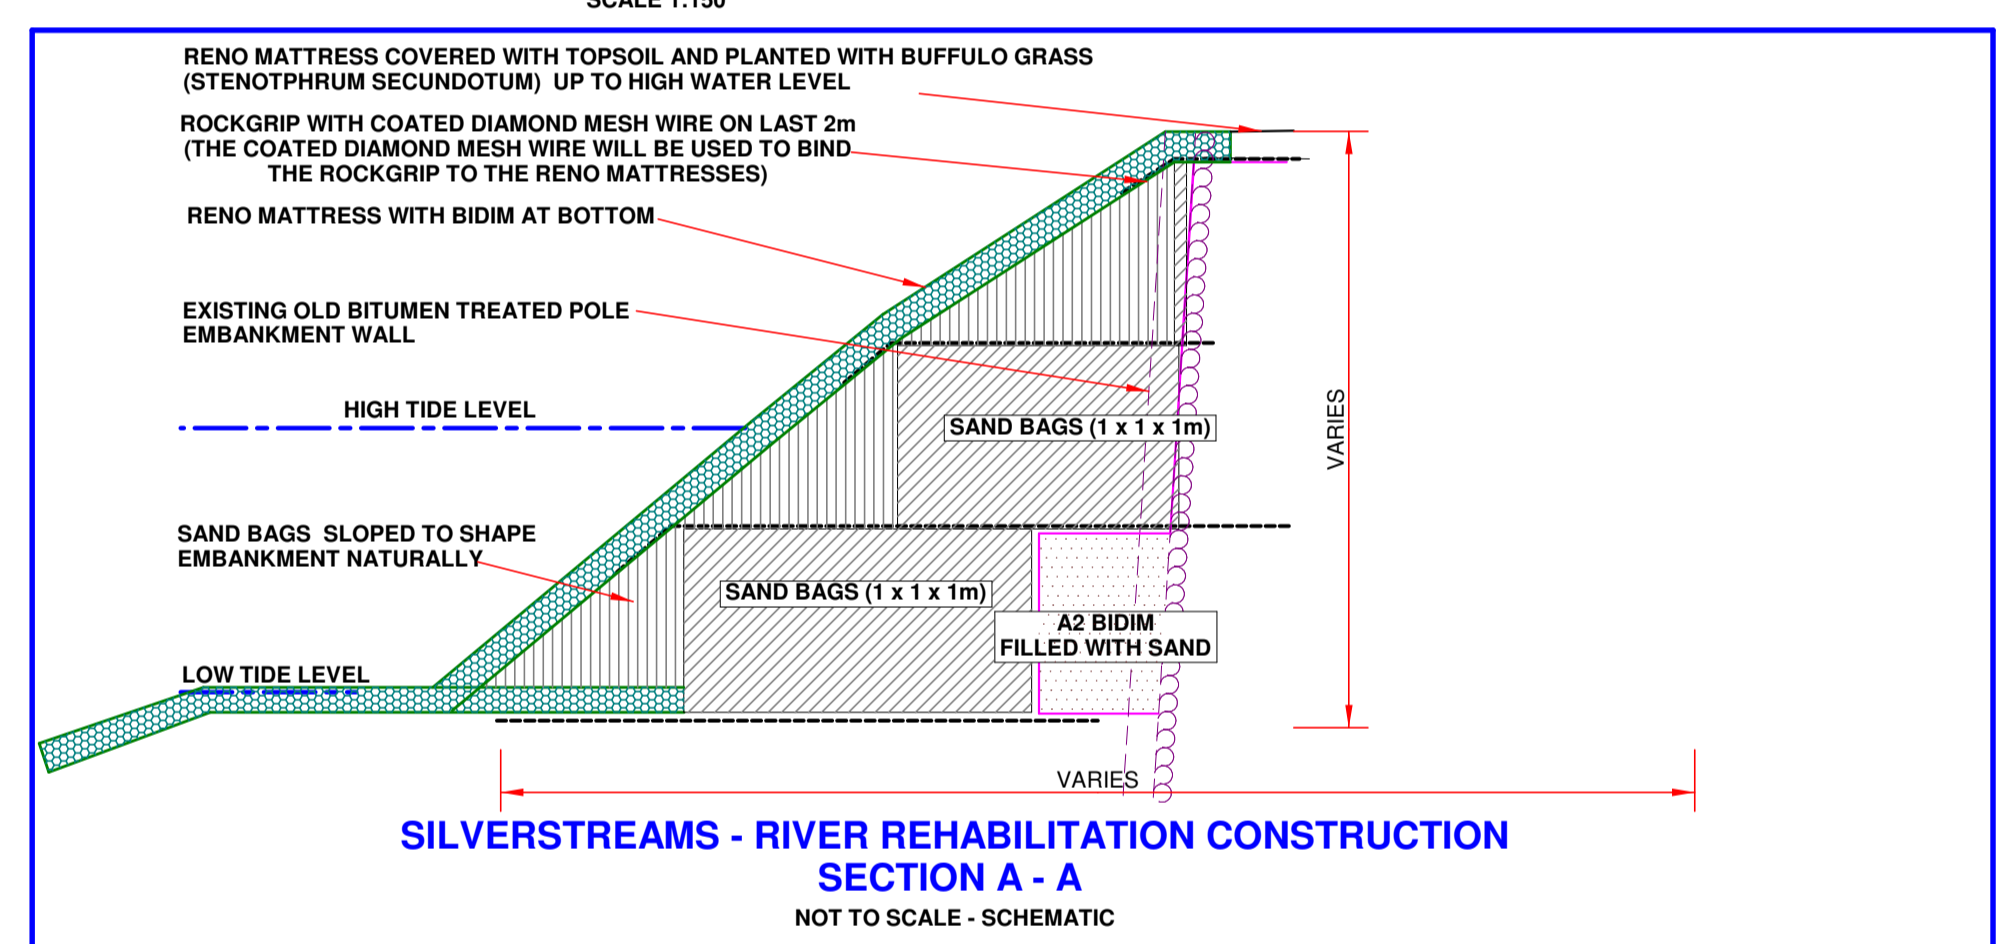 SCALE 1:150
RENO MATTRESS COVERED WITH TOPSOIL AND PLANTED WITH BUFFULO GRASS
(STENOTPHRUM SECUNDOTUM) UP TO HIGH WATER LEVEL
ROCKGRIP WITH COATED DIAMOND MESH WIRE ON LAST 2m
(THE COATED DIAMOND MESH WIRE WILL BE USED TO BIND
THE ROCKGRIP TO THE RENO MATTRESSES)
RENO MATTRESS WITH BIDIM AT BOTTOM
EXISTING OLD BITUMEN TREATED POLE
EMBANKMENT WALL
HIGH TIDE LEVEL
SAND BAGS (1 x 1 x 1m)
VARIES
SAND BAGS SLOPED TO SHAPE
EMBANKMENT NATURALLY
SAND BAGS (1 x 1 x 1m)
A2 BIDIM
FILLED WITH SAND
LOW TIDE LEVEL
VARIES
SILVERSTREAMS - RIVER REHABILITATION CONSTRUCTION
SECTION A - A
NOT TO SCALE - SCHEMATIC